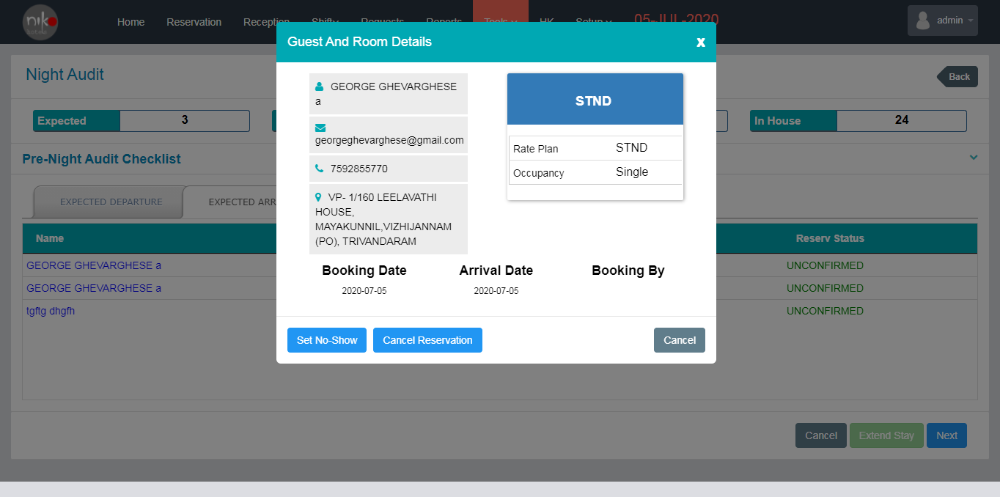 niko
hotels
Home
Reservation
Reception
Shift
Requests
Reports
Tools
HK
Setup
05-JUL-2020
admin
Guest And Room Details
x
Night Audit
Back
GEORGE GHEVARGHESE
a
STND
Expected
3
In House
24
georgeghevarghese@gmail.com
Rate Plan
STND
Pre-Night Audit Checklist
7592855770
Occupancy
Single
EXPECTED DEPARTURE
EXPECTED ARR
VP- 1/160 LEELAVATHI
HOUSE,
MAYAKUNNIL,VIZHIJANNAM
(PO), TRIVANDARAM
Name
Reserv Status
GEORGE GHEVARGHESE a
UNCONFIRMED
GEORGE GHEVARGHESE a
UNCONFIRMED
tgftg dhgfh
UNCONFIRMED
Booking Date
Arrival Date
Booking By
2020-07-05
2020-07-05
Set No-Show
Cancel Reservation
Cancel
Cancel
Extend Stay
Next